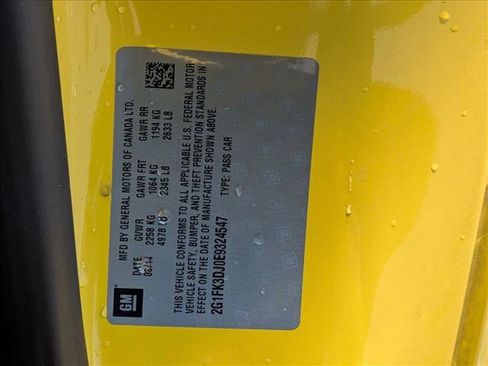 MFD BY GENERAL MOTORS OF CANADA LTD.
DATE GVWR GAWR FRT GAWR RR
06/14 2258 KG 1064 KG 1194 KG
4978 LB 2345 LB 2633 LB
THIS VEHICLE CONFORMS TO ALL APPLICABLE U.S. FEDERAL MOTOR
VEHICLE SAFETY, BUMPER, AND THEFT PREVENTION STANDARDS IN
EFFECT ON THE DATE OF MANUFACTURE SHOWN ABOVE.
2G1FK3DJ0E9324547 TYPE: PASS CAR
GM